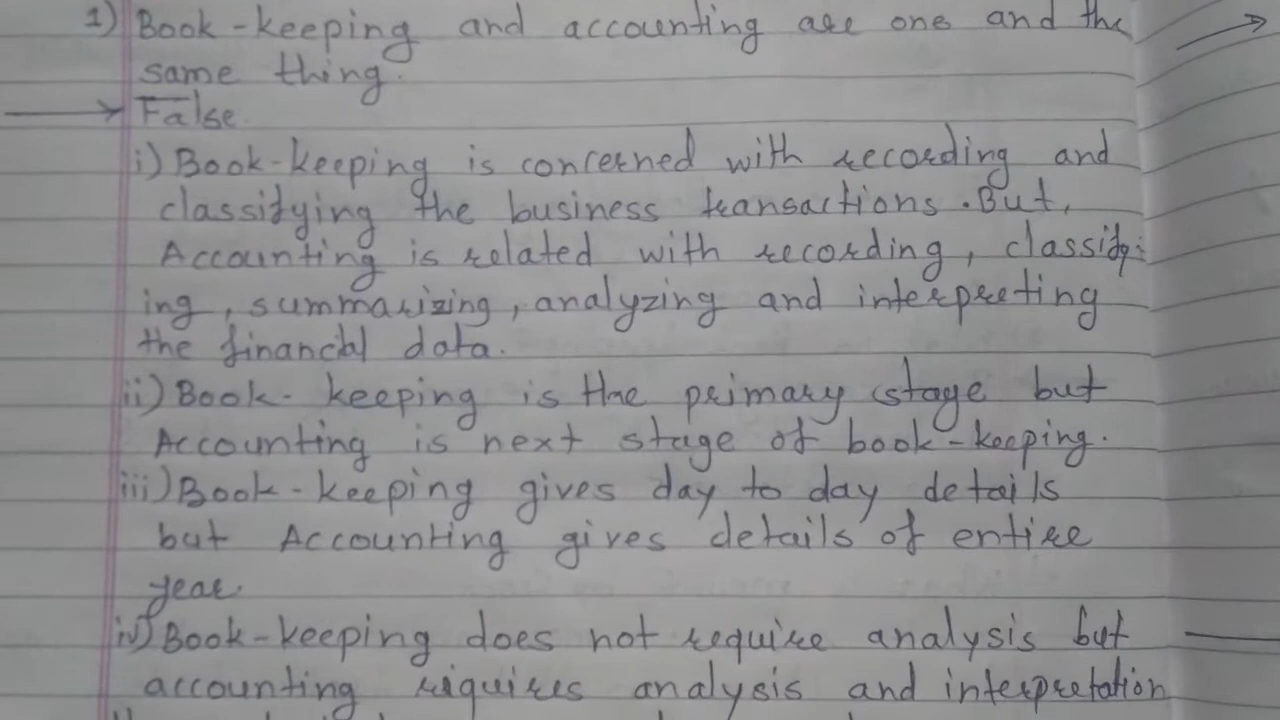 1) Book-keeping and accounting are one and the
same thing.
False.
i) Book-keeping is concerned with recording and
classifying the business transactions. But,
Accounting is related with recording, classify-
ing, summarizing, analyzing and interpreting
the financial data.
ii) Book-keeping is the primary stage but
Accounting is next stage of book-keeping.
iii) Book-keeping gives day to day details
but Accounting gives details of entire
year.
iv) Book-keeping does not require analysis but
accounting riquires analysis and interpretation